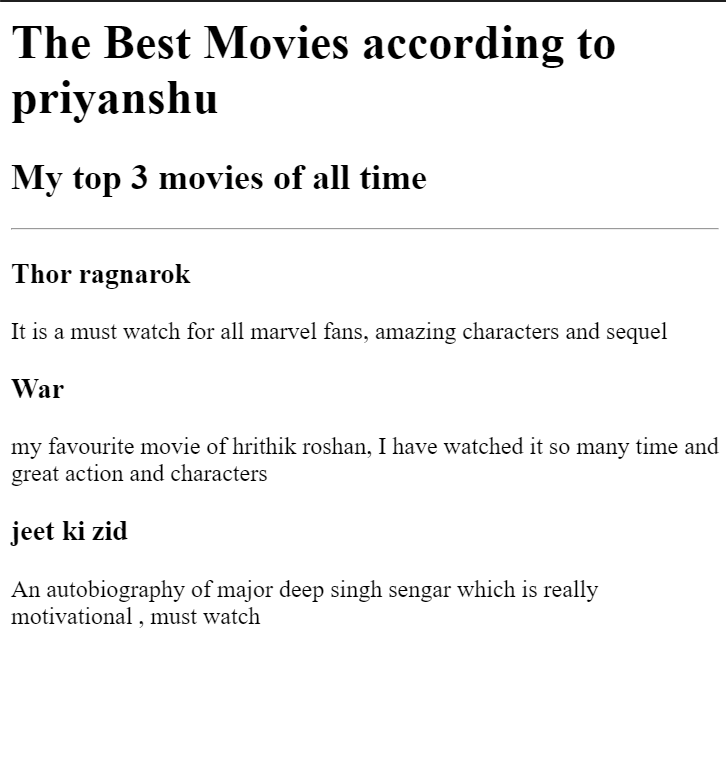 The Best Movies according to
priyanshu
My top 3 movies of all time
Thor ragnarok
It is a must watch for all marvel fans, amazing characters and sequel
War
my favourite movie of hrithik roshan, I have watched it so many time and
great action and characters
jeet ki zid
An autobiography of major deep singh sengar which is really
motivational , must watch